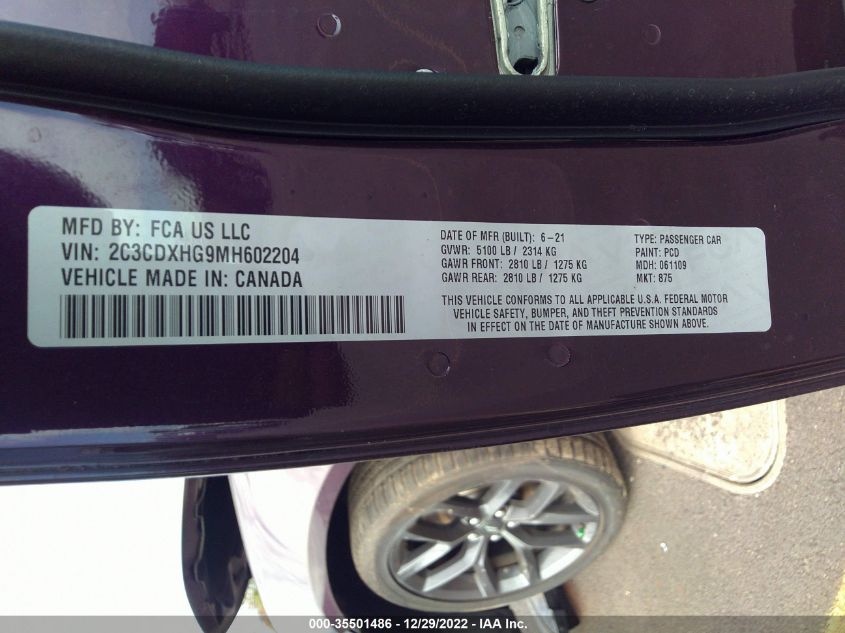 MFD BY: FCA US LLC
VIN: 2C3CDXHG9MH602204
VEHICLE MADE IN: CANADA
DATE OF MFR (BUILT): 6-21
GVWR: 5100 LB / 2314 KG
GAWR FRONT: 2810 LB / 1275 KG
GAWR REAR: 2810 LB / 1275 KG
TYPE: PASSENGER CAR
PAINT: PCD
MDH: 061109
MKT: 875
THIS VEHICLE CONFORMS TO ALL APPLICABLE U.S.A. FEDERAL MOTOR
VEHICLE SAFETY, BUMPER, AND THEFT PREVENTION STANDARDS
IN EFFECT ON THE DATE OF MANUFACTURE SHOWN ABOVE.
000-35501486 - 12/29/2022 - IAA Inc.